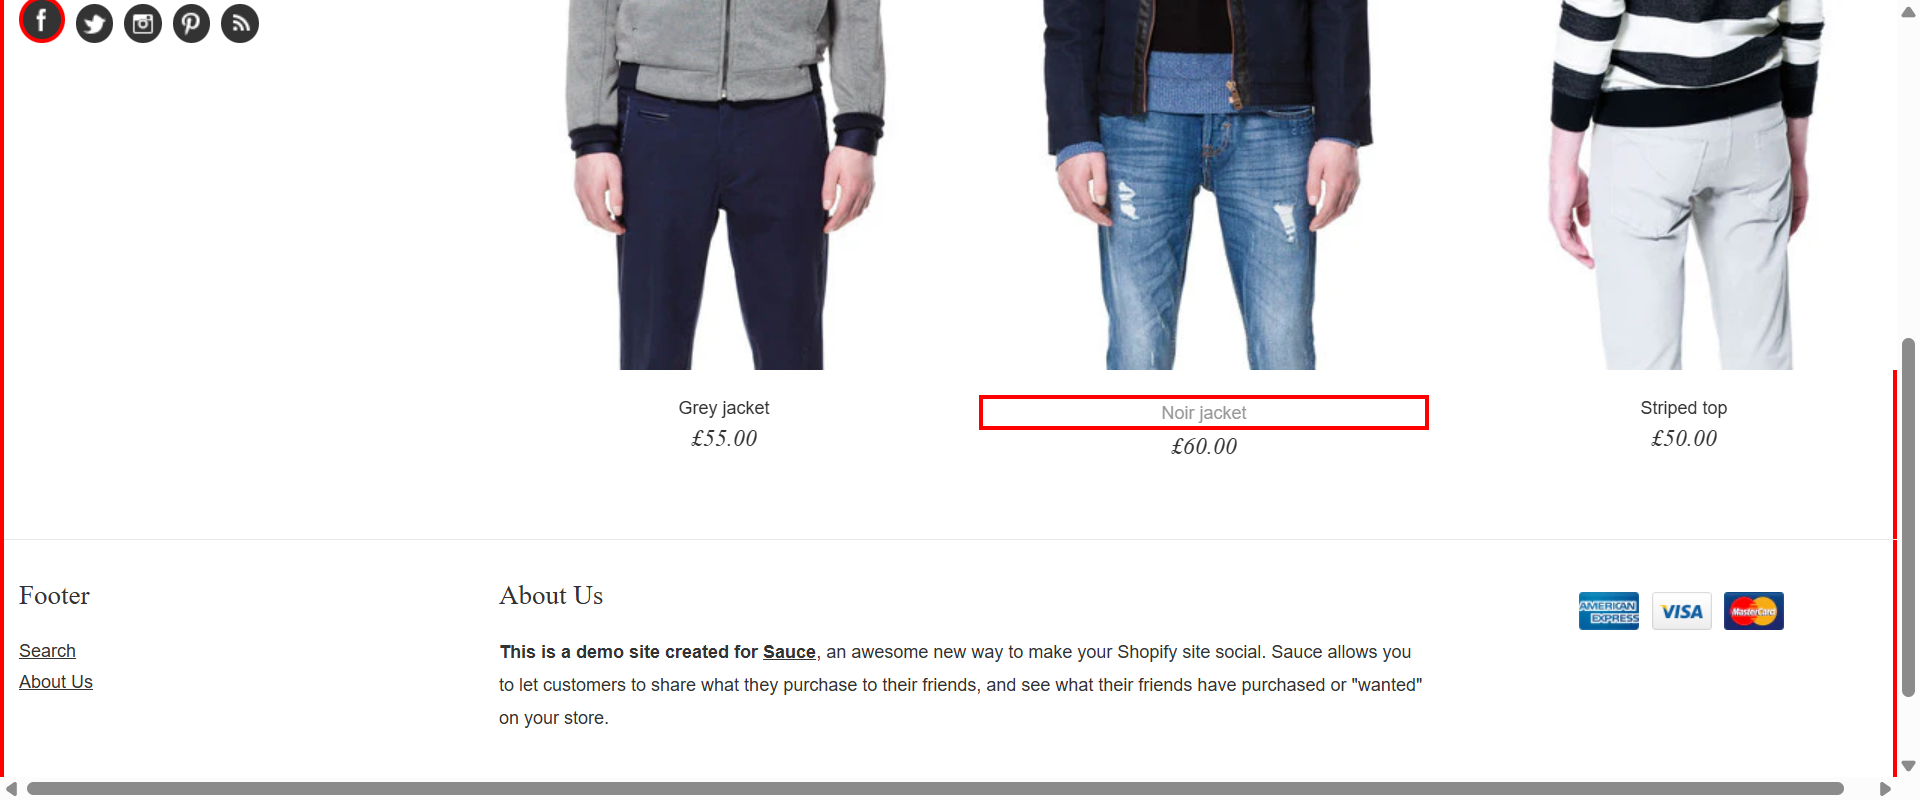 Grey jacket
£55.00
Noir jacket
£60.00
Striped top
£50.00
Footer
Search
About Us
About Us
This is a demo site created for Sauce, an awesome new way to make your Shopify site social. Sauce allows you
to let customers to share what they purchase to their friends, and see what their friends have purchased or "wanted"
on your store.
AMERICAN
EXPRESS
VISA
MasterCard